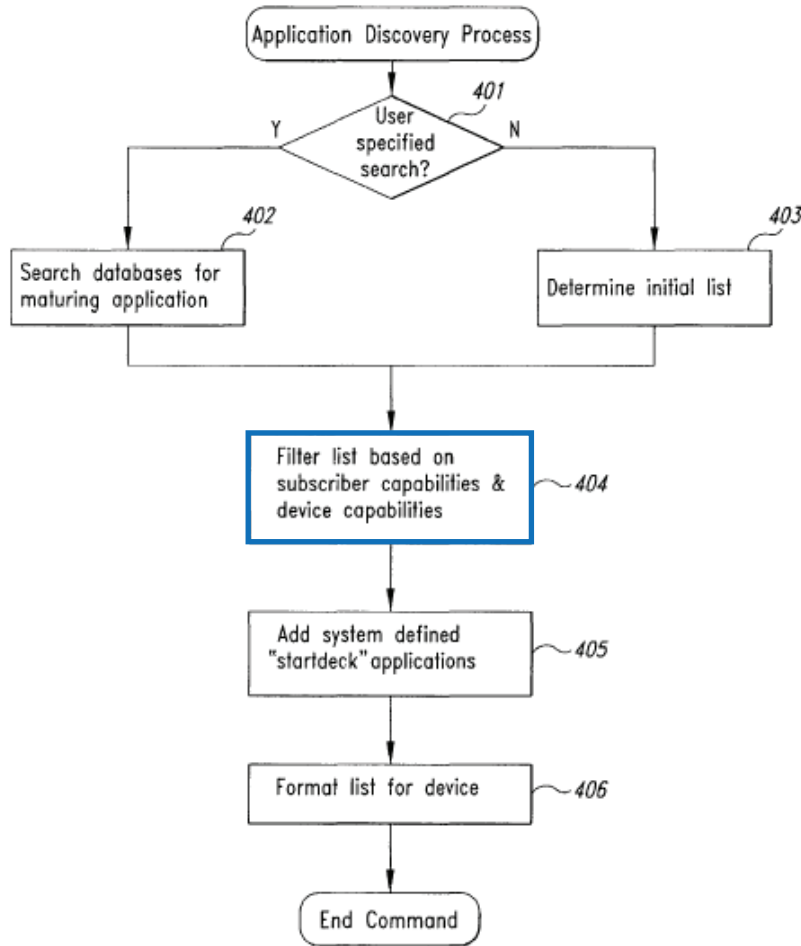 Application Discovery Process
401
User
specified
search?
Y
N
402
403
Search databases for
maturing application
Determine initial list
Filter list based on
subscriber capabilities &
device capabilities
404
Add system defined
"startdeck" applications
405
Format list for device
406
End Command